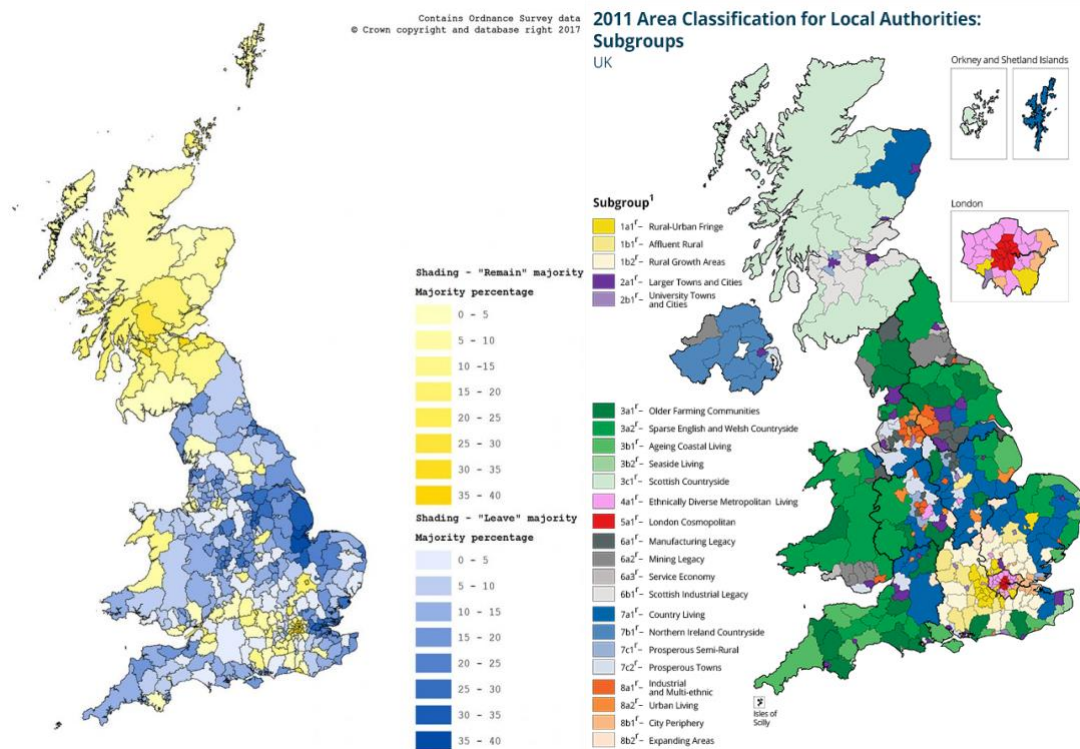 Contains Ordnance Survey data
© Crown copyright and database right 2017
Shading - "Remain" majority
Majority percentage
0 - 5
5 - 10
10 -15
15 - 20
20 - 25
25 - 30
30 - 35
35 - 40
Shading - "Leave" majority
Majority percentage
0 - 5
5 - 10
10 - 15
15 - 20
20 - 25
25 - 30
30 - 35
35 - 40
2011 Area Classification for Local Authorities:
Subgroups
UK
Orkney and Shetland Islands
London
Subgroup¹
1a1ʳ– Rural-Urban Fringe
1b1ʳ– Affluent Rural
1b2ʳ– Rural Growth Areas
2a1ʳ– Larger Towns and Cities
2b1ʳ– University Towns
and Cities
3a1ʳ– Older Farming Communities
3a2ʳ– Sparse English and Welsh Countryside
3b1ʳ– Ageing Coastal Living
3b2ʳ– Seaside Living
3c1ʳ– Scottish Countryside
4a1ʳ– Ethnically Diverse Metropolitan Living
5a1ʳ– London Cosmopolitan
6a1ʳ– Manufacturing Legacy
6a2ʳ– Mining Legacy
6a3ʳ– Service Economy
6b1ʳ– Scottish Industrial Legacy
7a1ʳ– Country Living
7b1ʳ– Northern Ireland Countryside
7c1ʳ– Prosperous Semi-Rural
7c2ʳ– Prosperous Towns
8a1ʳ– Industrial
and Multi-ethnic
8a2ʳ– Urban Living
8b1ʳ– City Periphery
8b2ʳ– Expanding Areas
Isles of
Scilly